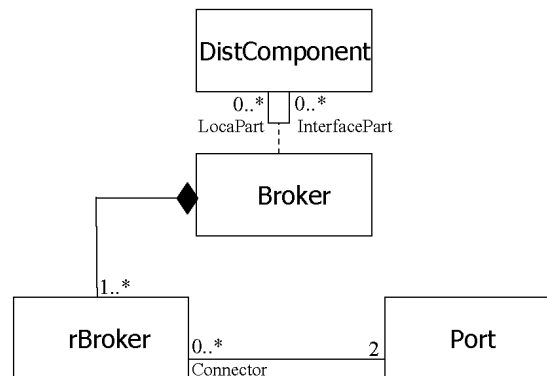 DistComponent
0..* 0..*
LocaPart InterfacePart
Broker
1..*
rBroker 0..* 2 Port
Connector